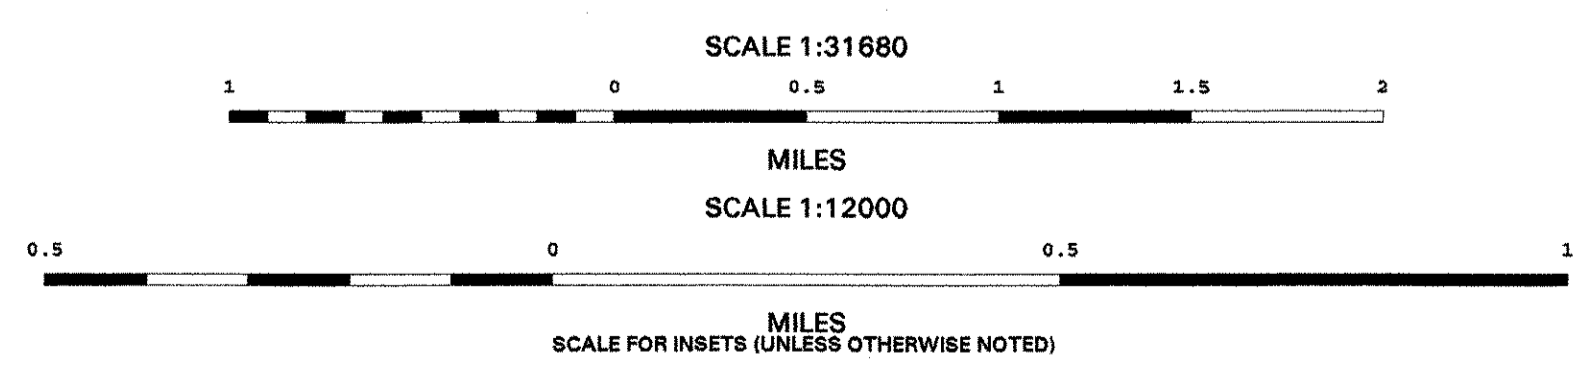 SCALE 1:31680
1 0 0.5 1 1.5 2
MILES
SCALE 1:12000
0.5 0 0.5 1
MILES
SCALE FOR INSETS (UNLESS OTHERWISE NOTED)